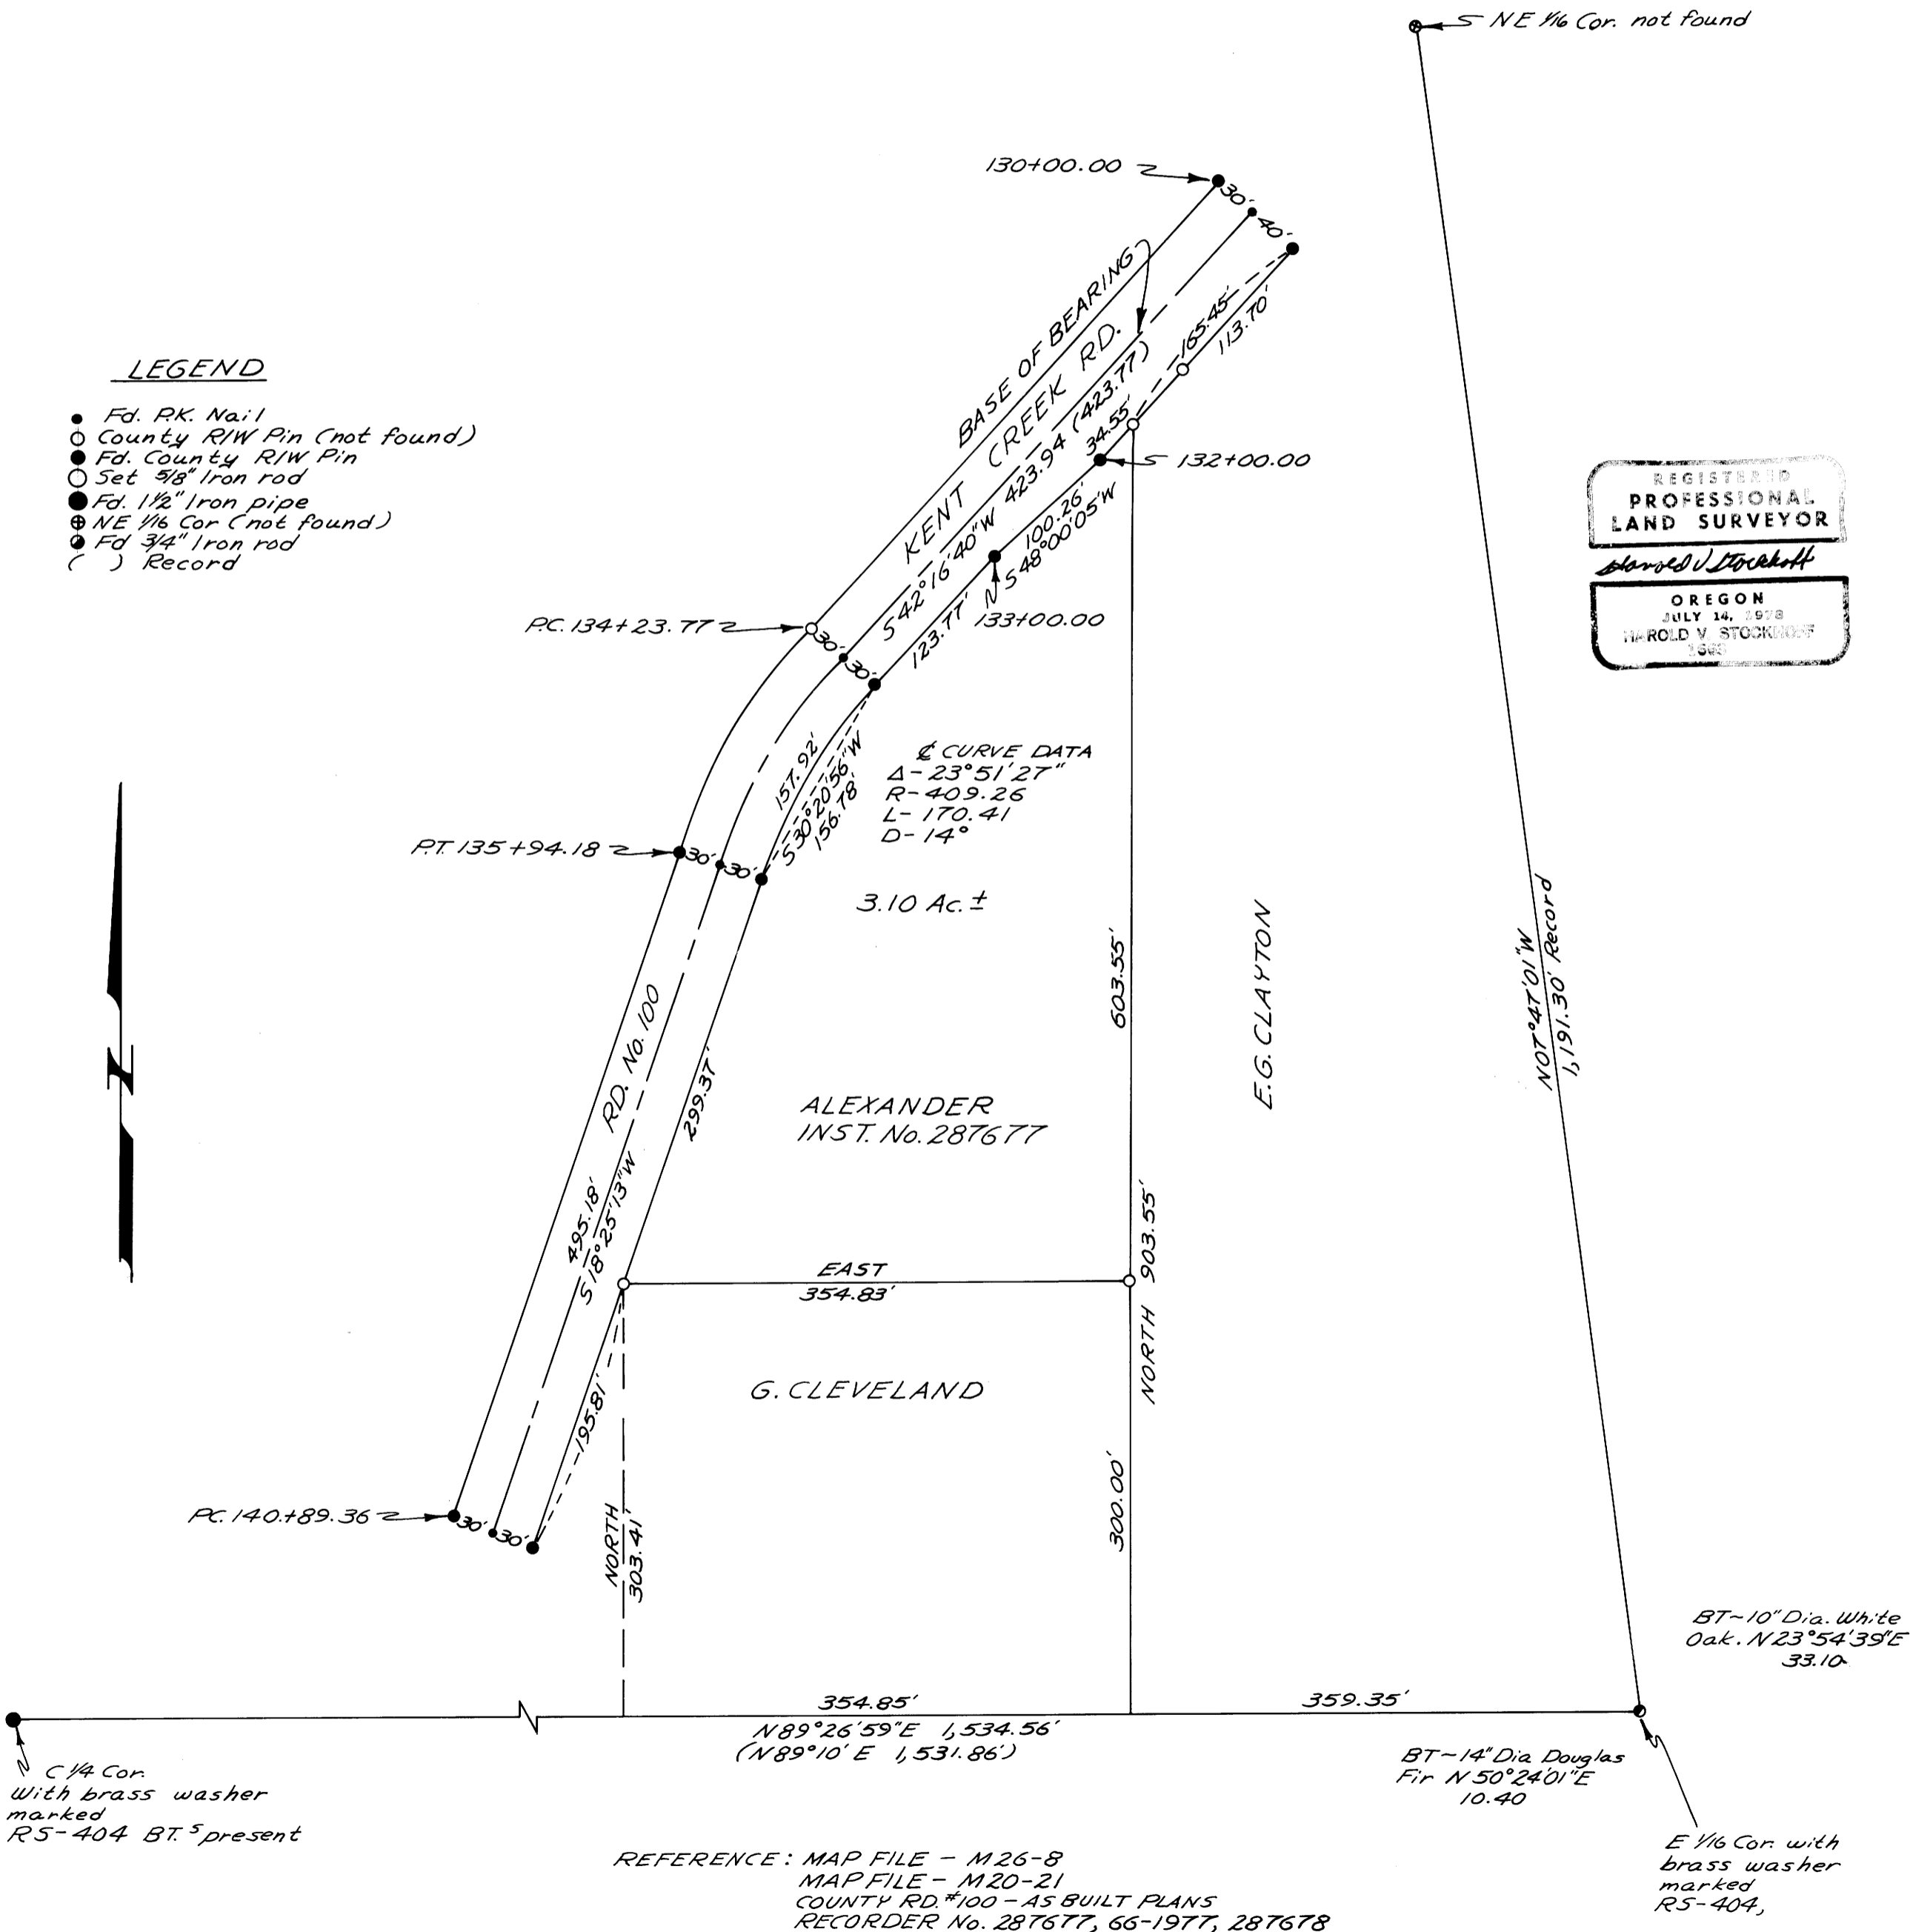 S NE 1/16 Cor. not found
130+00.00
30'
40'
BASE OF BEARING
KENT CREEK RD.
165.45'
113.70'
S 42°16'40"W 423.94 (423.77)
34.55'
132+00.00
100.26'
S 48°00'05"W
133+00.00
123.77'
LEGEND
Fd. P.K. Nail
County R/W Pin (not found)
Fd. County R/W Pin
Set 5/8" Iron rod
Fd. 1 1/2" Iron pipe
NE 1/16 Cor (not found)
Fd 3/4" Iron rod
( ) Record
REGISTERED
PROFESSIONAL
LAND SURVEYOR
Harold V Stockhoff
OREGON
JULY 14, 1978
HAROLD V. STOCKHOFF
P.C. 134+23.77
30'
30'
₵ CURVE DATA
Δ-23°51'27"
R-409.26
L-170.41
D-14°
157.92'
S 30°20'56"W
156.78'
P.T. 135+94.18
30'
30'
3.10 Ac.±
603.55'
E.G. CLAYTON
N07°47'01"W
1,191.30' Record
RD. No. 100
299.37'
ALEXANDER
INST. No. 287677
495.18'
S 18°25'13"W
EAST
354.83'
NORTH 903.55'
G. CLEVELAND
195.81'
300.00'
P.C. 140+89.36
30'
30'
NORTH
303.41'
BT~10" Dia. White
Oak. N23°54'39"E
33.10
354.85'
359.35'
N89°26'59"E 1,534.56'
(N89°10' E 1,531.86')
C 1/4 Cor.
with brass washer
marked
RS-404 BT.s present
BT~14" Dia Douglas
Fir N50°24'01"E
10.40
E 1/16 Cor. with
brass washer
marked
RS-404,
REFERENCE: MAP FILE - M26-8
MAP FILE - M20-21
COUNTY RD. #100 - AS BUILT PLANS
RECORDER No. 287677, 66-1977, 287678